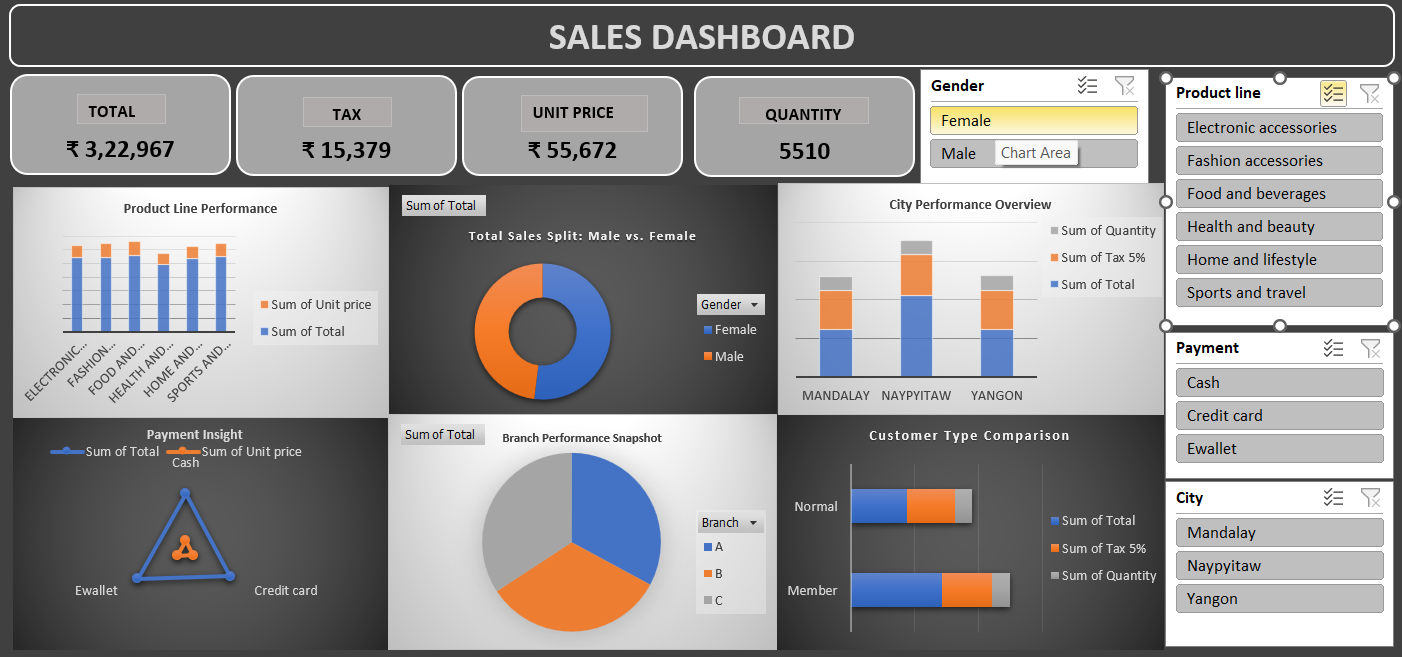 SALES DASHBOARD
TOTAL
₹ 3,22,967
TAX
₹ 15,379
UNIT PRICE
₹ 55,672
QUANTITY
5510
Gender
Female
Male
Chart Area
Product line
Electronic accessories
Fashion accessories
Food and beverages
Health and beauty
Home and lifestyle
Sports and travel
Product Line Performance
Sum of Unit price
Sum of Total
ELECTRONIC...
FASHION...
FOOD AND...
HEALTH AND...
HOME AND...
SPORTS AND...
Sum of Total
Total Sales Split: Male vs. Female
Gender
Female
Male
City Performance Overview
Sum of Quantity
Sum of Tax 5%
Sum of Total
MANDALAY NAYPYITAW YANGON
Payment
Cash
Credit card
Ewallet
Payment Insight
Sum of Total Sum of Unit price
Cash
Ewallet Credit card
Sum of Total
Branch Performance Snapshot
Branch
A
B
C
Customer Type Comparison
Normal
Member
Sum of Total
Sum of Tax 5%
Sum of Quantity
City
Mandalay
Naypyitaw
Yangon